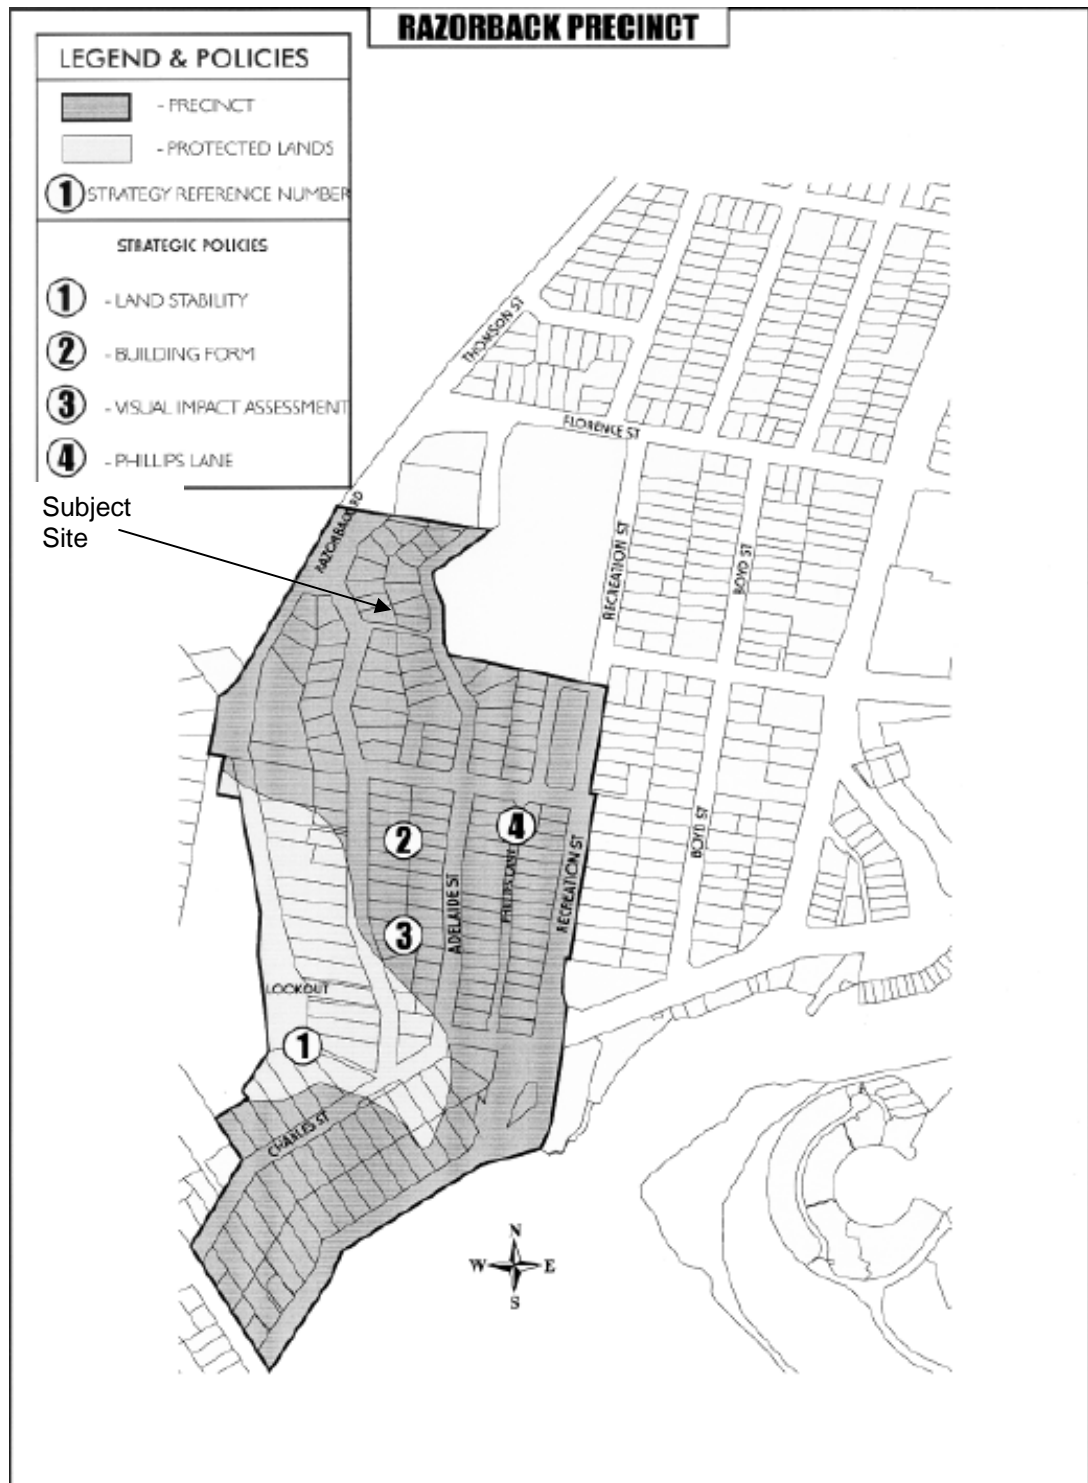 RAZORBACK PRECINCT
LEGEND & POLICIES
- PRECINCT
- PROTECTED LANDS
1 STRATEGY REFERENCE NUMBER
STRATEGIC POLICIES
1 - LAND STABILITY
2 - BUILDING FORM
3 - VISUAL IMPACT ASSESSMENT
4 - PHILLIPS LANE
Subject
Site
THOMSON ST
FLORENCE ST
RAZORBACK RD
RECREATION ST
BOYD ST
2
4
BOYD ST
PHILLIPS LANE
RECREATION ST
ADELAIDE ST
3
LOOKOUT
1
CHARLES ST
N
W E
S